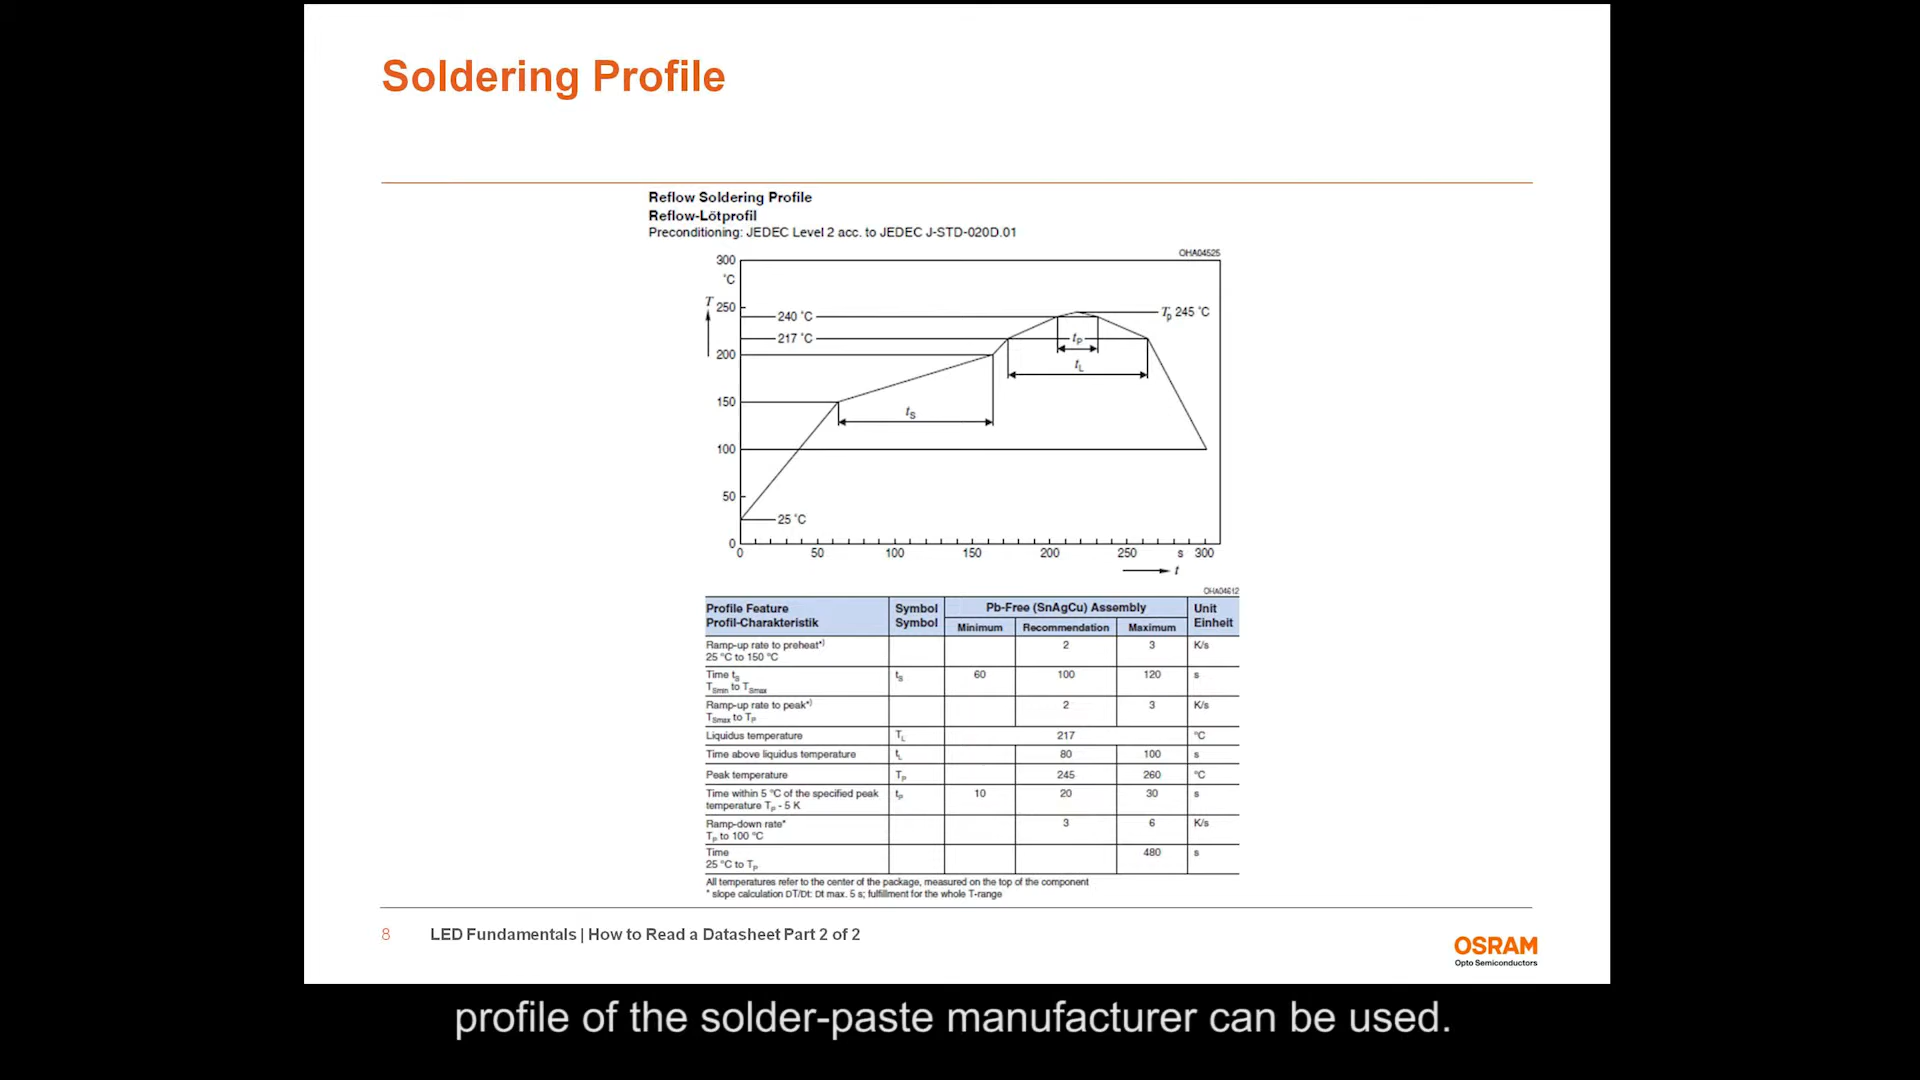 Soldering Profile
Reflow Soldering Profile
Reflow-Lötprofil
Preconditioning: JEDEC Level 2 acc. to JEDEC J-STD-020D.01
OHA04525
300
°C
T
250
240 °C
Tp 245 °C
217 °C
tP
200
tL
150
tS
100
50
25 °C
0
0 50 100 150 200 250 s 300
t
OHA04612
Profile Feature Symbol Pb-Free (SnAgCu) Assembly Unit
Profil-Charakteristik Symbol Minimum Recommendation Maximum Einheit
Ramp-up rate to preheat*) 2 3 K/s
25 °C to 150 °C
Time tS tS 60 100 120 s
TSmin to TSmax
Ramp-up rate to peak*) 2 3 K/s
TSmax to TP
Liquidus temperature TL 217 °C
Time above liquidus temperature tL 80 100 s
Peak temperature TP 245 260 °C
Time within 5 °C of the specified peak tP 10 20 30 s
temperature TP - 5 K
Ramp-down rate* 3 6 K/s
TP to 100 °C
Time 480 s
25 °C to TP
All temperatures refer to the center of the package, measured on the top of the component
* slope calculation DT/Dt: Dt max. 5 s; fulfillment for the whole T-range
8 LED Fundamentals | How to Read a Datasheet Part 2 of 2
OSRAM
Opto Semiconductors
profile of the solder-paste manufacturer can be used.